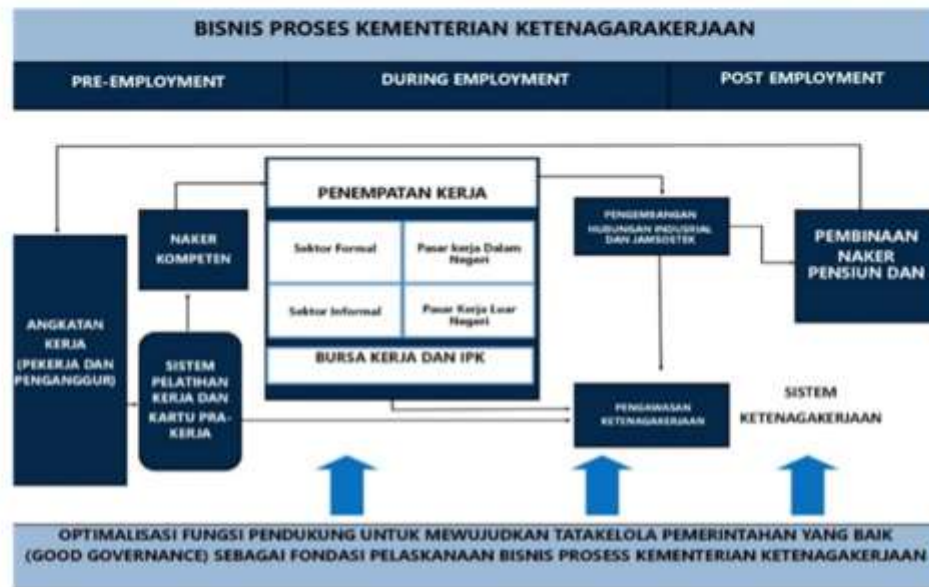 BISNIS PROSES KEMENTERIAN KETENAGARAKERJAAN
PRE-EMPLOYMENT
DURING EMPLOYMENT
POST EMPLOYMENT
ANGKATAN
KERJA
(PEKERJA DAN
PENGANGGUR)
NAKER
KOMPETEN
SISTEM
PELATIHAN
KERJA DAN
KARTU PRA-
KERJA
PENEMPATAN KERJA
Sektor Formal
Pasar kerja Dalam
Negeri
Sektor Informal
Pasar Kerja Luar
Negeri
BURSA KERJA DAN IPK
PENGEMBANGAN
HUBUNGAN INDUSRIAL
DAN JAMSOSTEK
PENGAWASAN
KETENAGAKERJAAN
PEMBINAAN
NAKER
PENSIUN DAN
SISTEM
KETENAGAKERJAAN
OPTIMALISASI FUNGSI PENDUKUNG UNTUK MEWUJUDKAN TATAKELOLA PEMERINTAHAN YANG BAIK
(GOOD GOVERNANCE) SEBAGAI FONDASI PELASKANAAN BISNIS PROSESS KEMENTERIAN KETENAGAKERJAAN